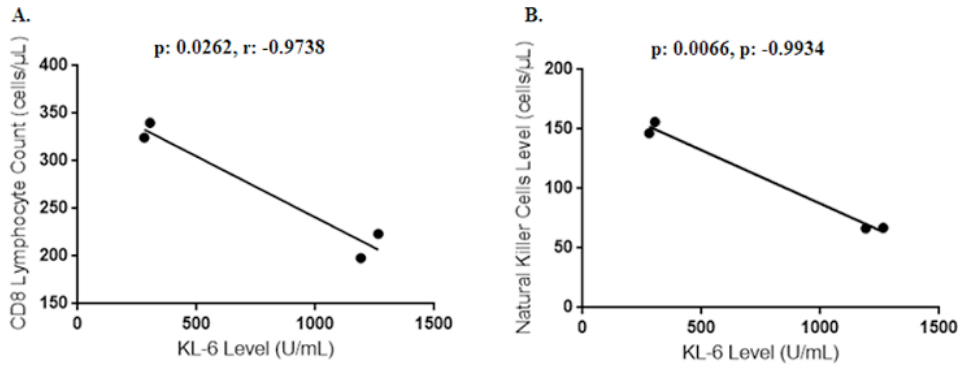 A.
p: 0.0262, r: -0.9738
CD8 Lymphocyte Count (cells/µL)
400
350
300
250
200
150
0
500
1000
1500
KL-6 Level (U/mL)
B.
p: 0.0066, p: -0.9934
Natural Killer Cells Level (cells/µL)
200
150
100
50
0
0
500
1000
1500
KL-6 Level (U/mL)